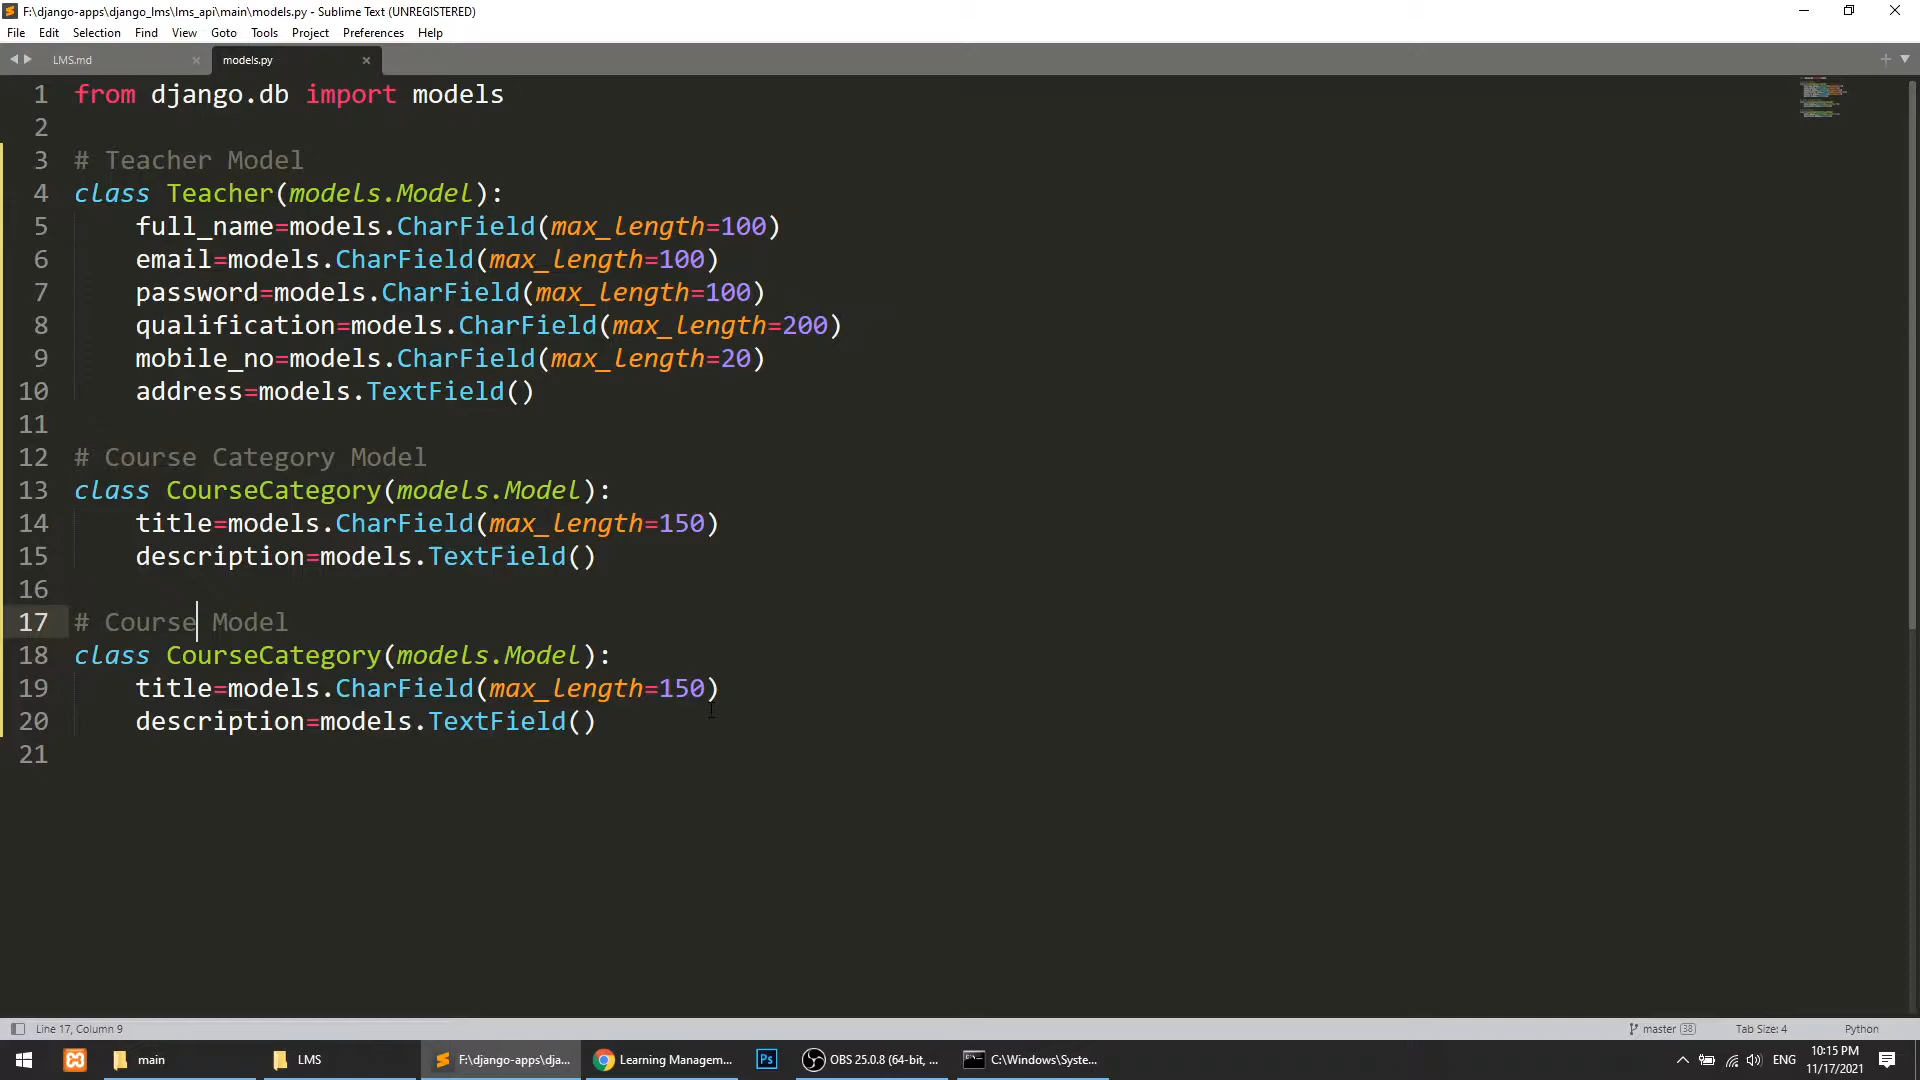 F:\django-apps\django_lms\lms_api\main\models.py - Sublime Text (UNREGISTERED)
File Edit Selection Find View Goto Tools Project Preferences Help
LMS.md × models.py ×
1 from django.db import models
2
3 # Teacher Model
4 class Teacher(models.Model):
5 full_name=models.CharField(max_length=100)
6 email=models.CharField(max_length=100)
7 password=models.CharField(max_length=100)
8 qualification=models.CharField(max_length=200)
9 mobile_no=models.CharField(max_length=20)
10 address=models.TextField()
11
12 # Course Category Model
13 class CourseCategory(models.Model):
14 title=models.CharField(max_length=150)
15 description=models.TextField()
16
17 # Course Model
18 class CourseCategory(models.Model):
19 title=models.CharField(max_length=150)
20 description=models.TextField()
21
Line 17, Column 9 master 38 Tab Size: 4 Python
main LMS F:\django-apps\dja... Learning Managem... Ps OBS 25.0.8 (64-bit, ... C:\Windows\Syste... ENG 10:15 PM
11/17/2021